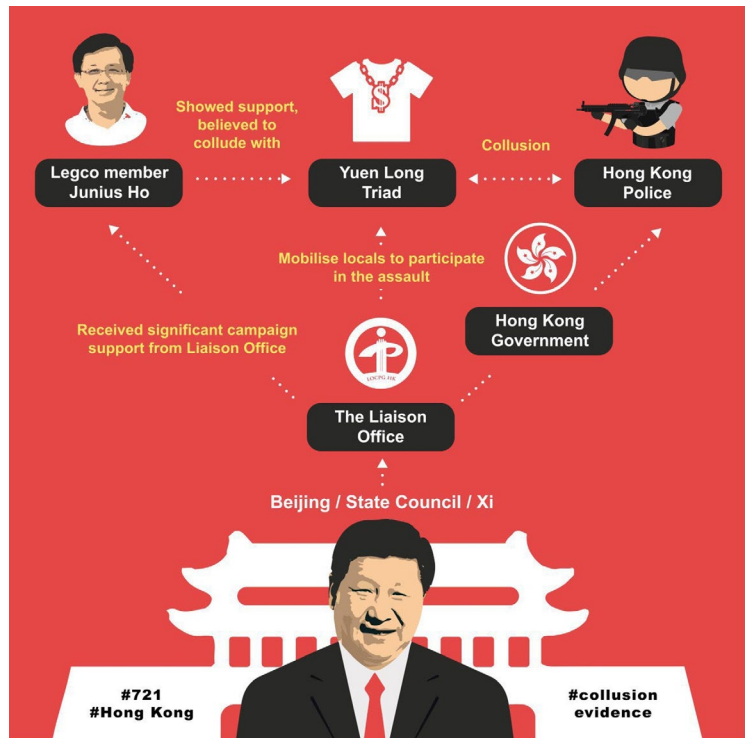 Showed support,
believed to
collude with
Collusion
Legco member
Junius Ho
Yuen Long
Triad
Hong Kong
Police
Mobilise locals to participate
in the assault
Received significant campaign
support from Liaison Office
Hong Kong
Government
LOCPG.HK
The Liaison
Office
Beijing / State Council / Xi
#721
#Hong Kong
#collusion
evidence